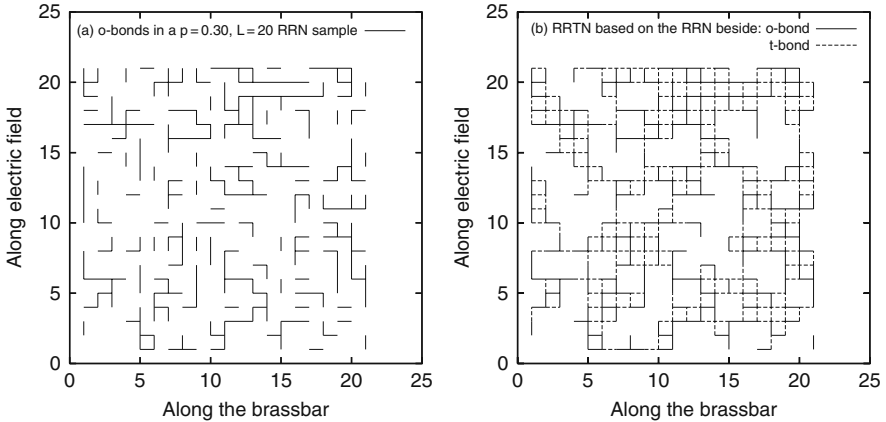 25
20
15
10
5
0
Along electric field
(a) o-bonds in a p = 0.30, L = 20 RRN sample
0 5 10 15 20 25
Along the brassbar
25
20
15
10
5
0
Along electric field
(b) RRTN based on the RRN beside: o-bond
t-bond
0 5 10 15 20 25
Along the brassbar